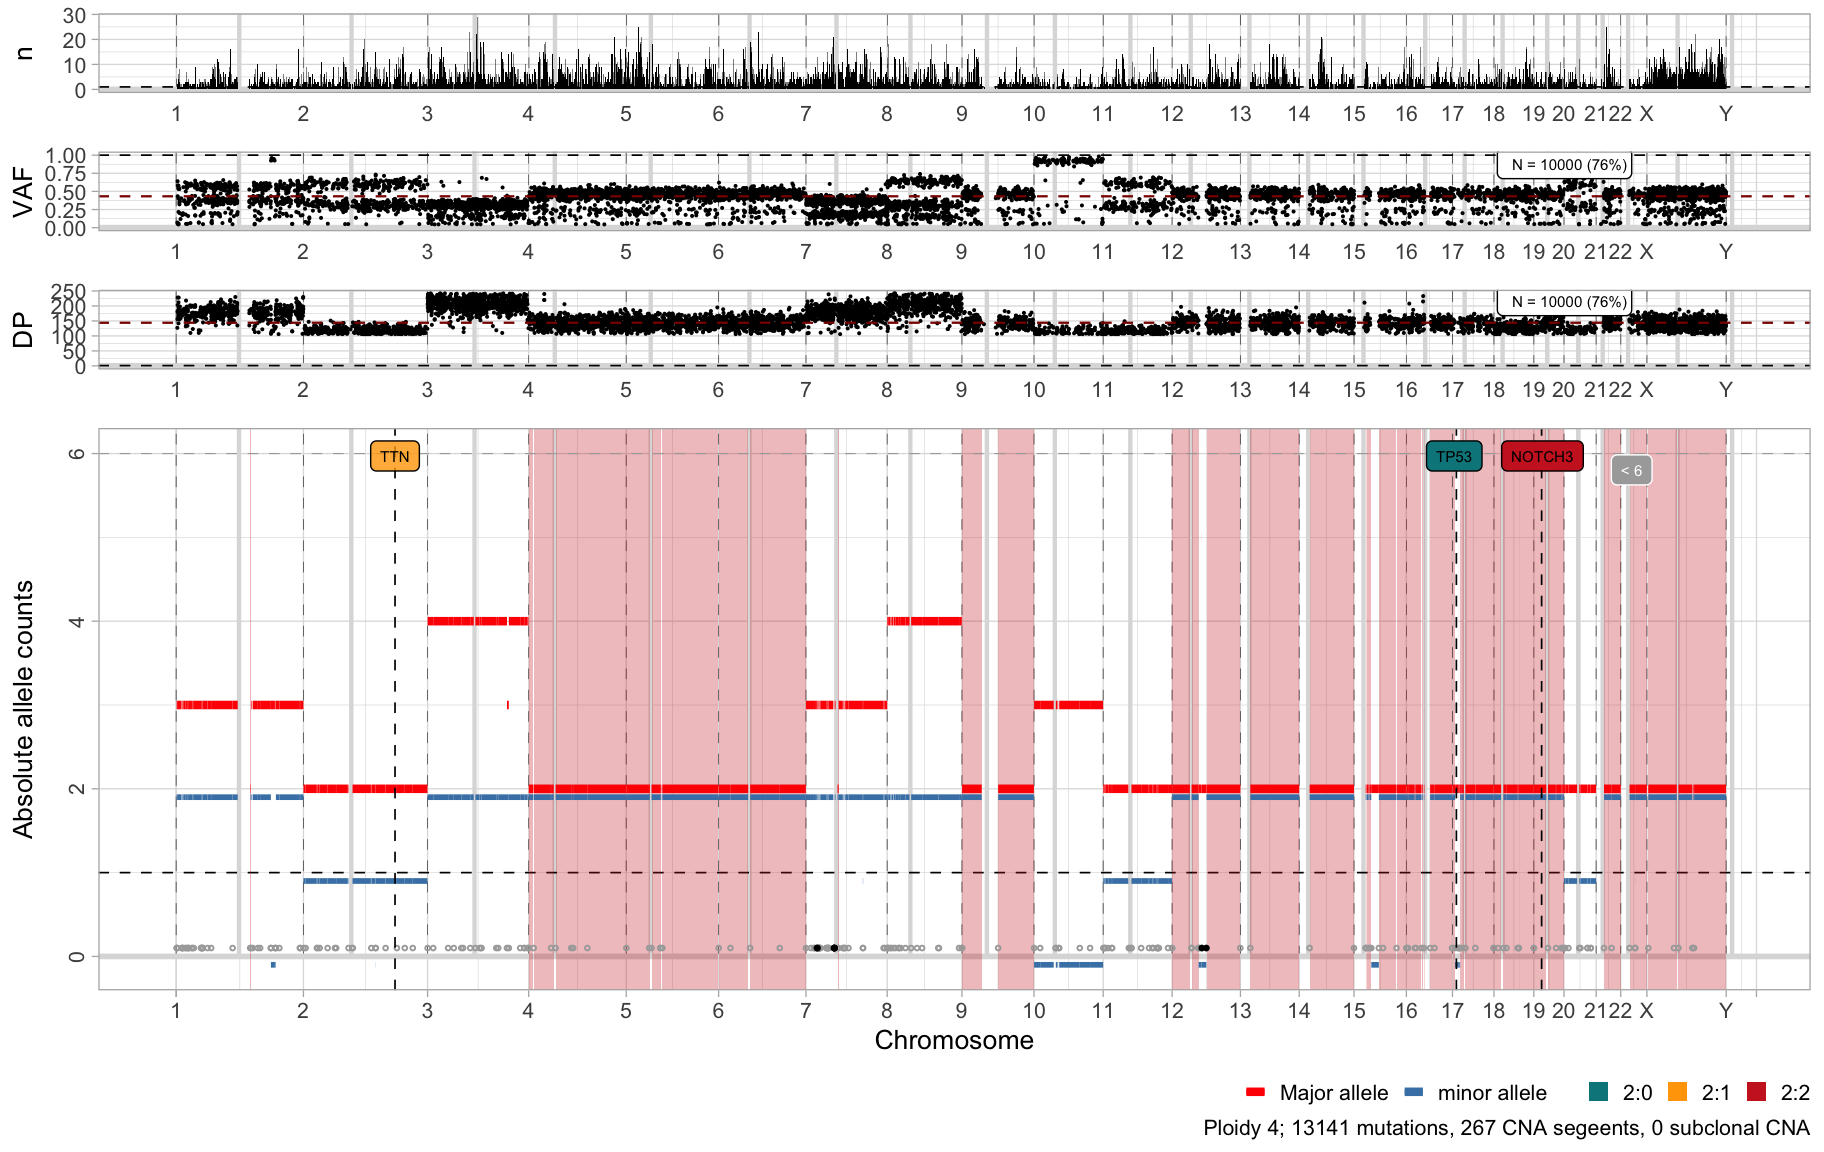 n
30
20
10
0
1 2 3 4 5 6 7 8 9 10 11 12 13 14 15 16 17 18 19 20 21 22 X Y
VAF
1.00
0.75
0.50
0.25
0.00
N = 10000 (76%)
1 2 3 4 5 6 7 8 9 10 11 12 13 14 15 16 17 18 19 20 21 22 X Y
DP
250
200
150
100
50
0
N = 10000 (76%)
1 2 3 4 5 6 7 8 9 10 11 12 13 14 15 16 17 18 19 20 21 22 X Y
Absolute allele counts
6
4
2
0
TTN
TP53
NOTCH3
< 6
1 2 3 4 5 6 7 8 9 10 11 12 13 14 15 16 17 18 19 20 21 22 X Y
Chromosome
Major allele minor allele 2:0 2:1 2:2
Ploidy 4; 13141 mutations, 267 CNA segeents, 0 subclonal CNA